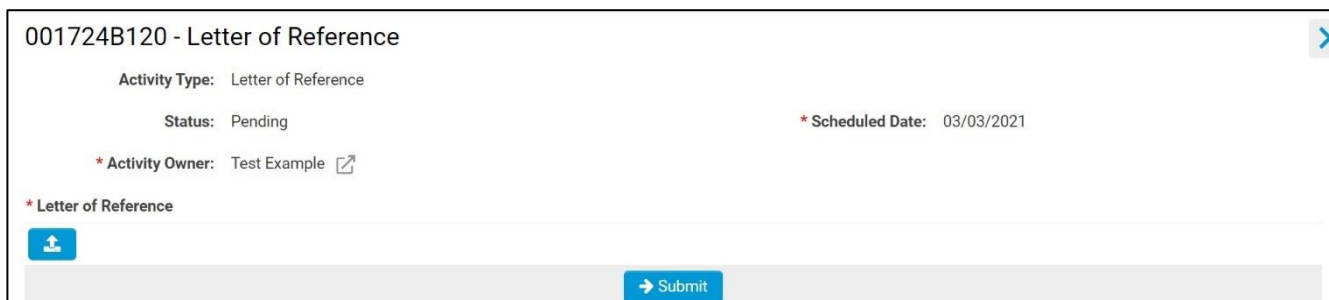 001724B120 - Letter of Reference
Activity Type: Letter of Reference
Status: Pending * Scheduled Date: 03/03/2021
* Activity Owner: Test Example
* Letter of Reference
Submit